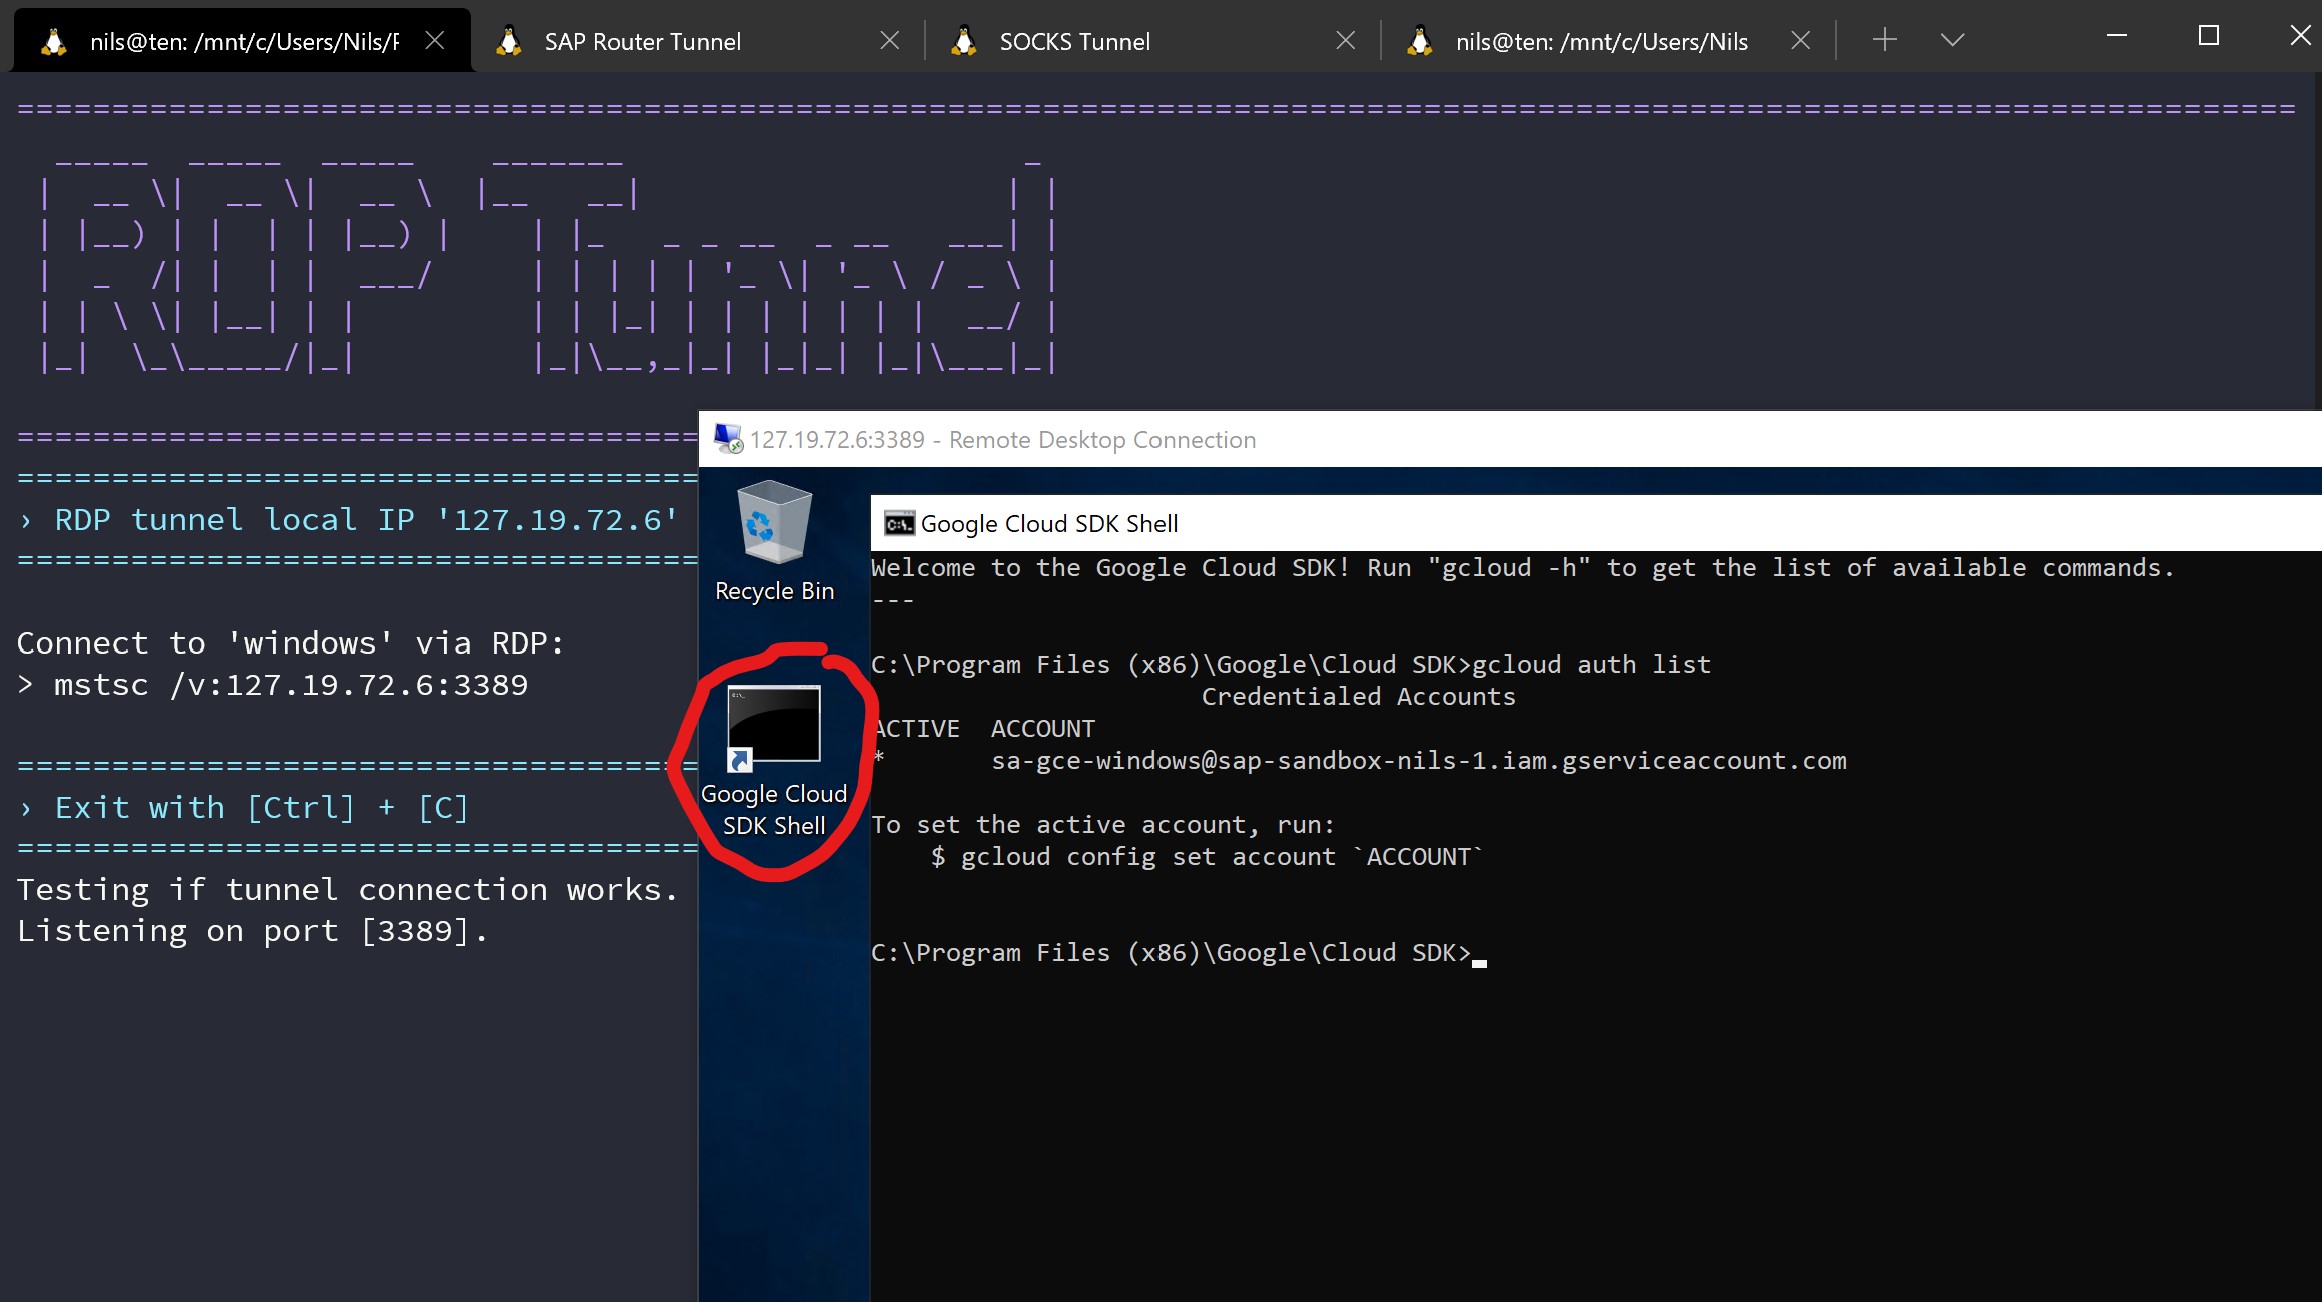 nils@ten: /mnt/c/Users/Nils/F
SAP Router Tunnel
SOCKS Tunnel
nils@ten: /mnt/c/Users/Nils
RDP Tunnel
127.19.72.6:3389 - Remote Desktop Connection
› RDP tunnel local IP '127.19.72.6'
Connect to 'windows' via RDP:
> mstsc /v:127.19.72.6:3389
› Exit with [Ctrl] + [C]
Testing if tunnel connection works.
Listening on port [3389].
Recycle Bin
Google Cloud
SDK Shell
Google Cloud SDK Shell
Welcome to the Google Cloud SDK! Run "gcloud -h" to get the list of available commands.
---
C:\Program Files (x86)\Google\Cloud SDK>gcloud auth list
Credentialed Accounts
ACTIVE  ACCOUNT
*       sa-gce-windows@sap-sandbox-nils-1.iam.gserviceaccount.com
To set the active account, run:
$ gcloud config set account `ACCOUNT`
C:\Program Files (x86)\Google\Cloud SDK>